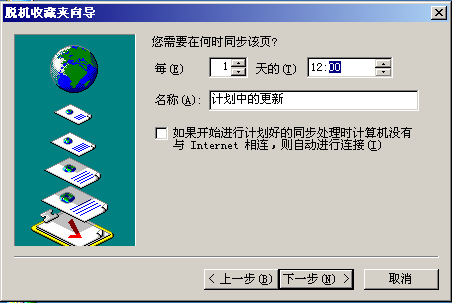 脱机收藏夹向导
您需要在何时同步该页?
每(E) 1 天的(T) 12:00
名称(A): 计划中的更新
如果开始进行计划好的同步处理时计算机没有
与 Internet 相连，则自动进行连接(I)
< 上一步(B) 下一步(N) > 取消